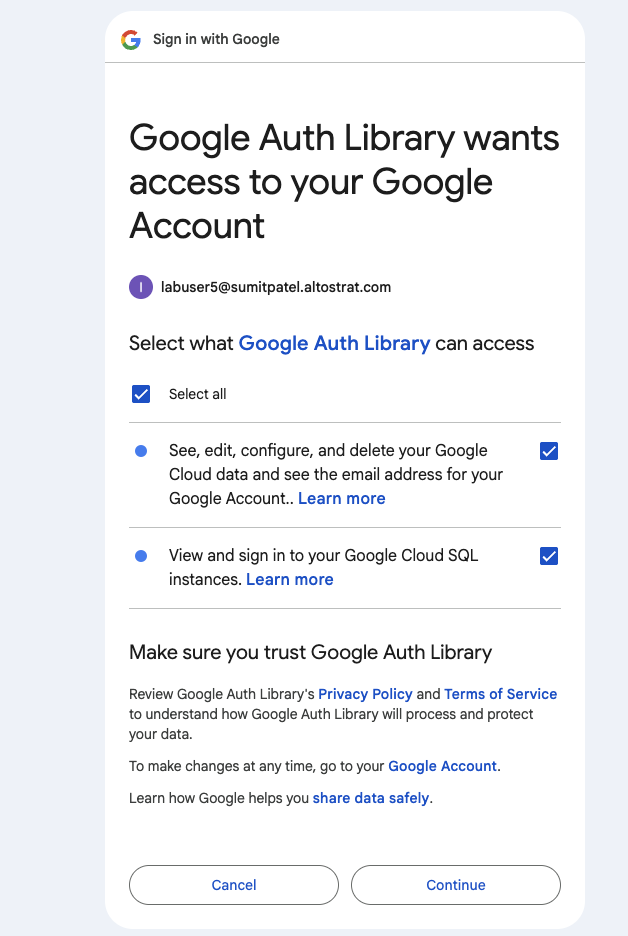 Sign in with Google
Google Auth Library wants
access to your Google
Account
l
labuser5@sumitpatel.altostrat.com
Select what Google Auth Library can access
Select all
See, edit, configure, and delete your Google
Cloud data and see the email address for your
Google Account.. Learn more
View and sign in to your Google Cloud SQL
instances. Learn more
Make sure you trust Google Auth Library
Review Google Auth Library's Privacy Policy and Terms of Service
to understand how Google Auth Library will process and protect
your data.
To make changes at any time, go to your Google Account.
Learn how Google helps you share data safely.
Cancel
Continue